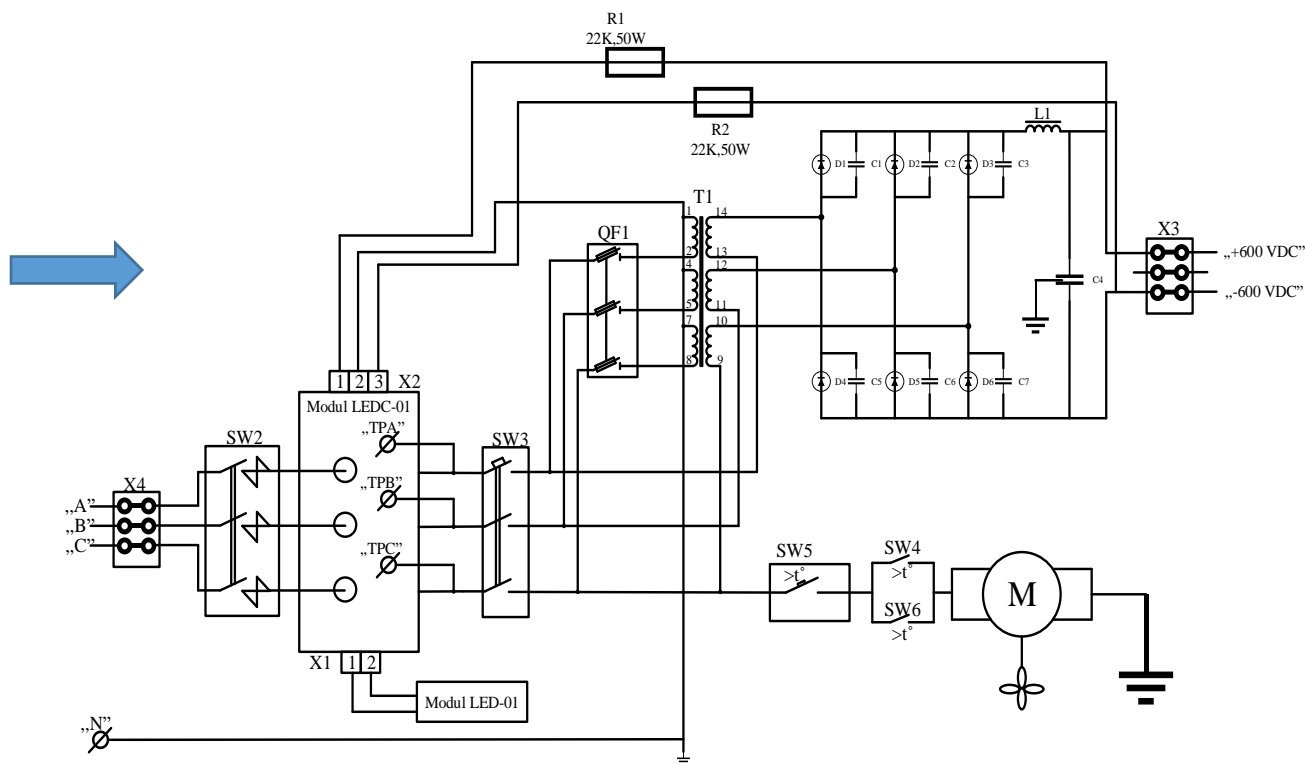 R1
22K,50W
R2
22K,50W
L1
D1 C1 D2 C2 D3 C3
T1
1 14
2 13
4 12
5 11
7 10
8 9
QF1
X3
„+600 VDC”
„-600 VDC”
C4
D4 C5 D5 C6 D6 C7
1 2 3 X2
Modul LEDC-01
„TPA”
„TPB”
„TPC”
SW2
SW3
X4
„A”
„B”
„C”
SW5
>t°
SW4
>t°
SW6
>t°
M
X1 1 2
Modul LED-01
„N”